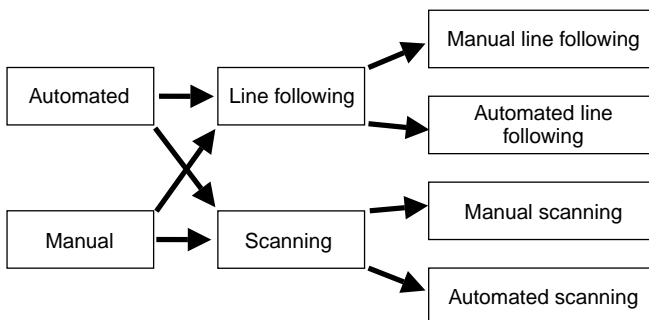 Automated
Manual
Line following
Scanning
Manual line following
Automated line
following
Manual scanning
Automated scanning